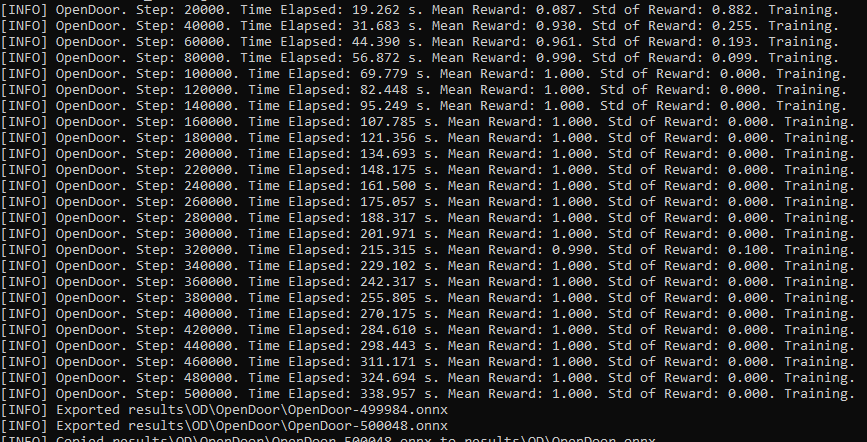 [INFO] OpenDoor. Step: 20000. Time Elapsed: 19.262 s. Mean Reward: 0.087. Std of Reward: 0.882. Training.
[INFO] OpenDoor. Step: 40000. Time Elapsed: 31.683 s. Mean Reward: 0.930. Std of Reward: 0.255. Training.
[INFO] OpenDoor. Step: 60000. Time Elapsed: 44.390 s. Mean Reward: 0.961. Std of Reward: 0.193. Training.
[INFO] OpenDoor. Step: 80000. Time Elapsed: 56.872 s. Mean Reward: 0.990. Std of Reward: 0.099. Training.
[INFO] OpenDoor. Step: 100000. Time Elapsed: 69.779 s. Mean Reward: 1.000. Std of Reward: 0.000. Training.
[INFO] OpenDoor. Step: 120000. Time Elapsed: 82.448 s. Mean Reward: 1.000. Std of Reward: 0.000. Training.
[INFO] OpenDoor. Step: 140000. Time Elapsed: 95.249 s. Mean Reward: 1.000. Std of Reward: 0.000. Training.
[INFO] OpenDoor. Step: 160000. Time Elapsed: 107.785 s. Mean Reward: 1.000. Std of Reward: 0.000. Training.
[INFO] OpenDoor. Step: 180000. Time Elapsed: 121.356 s. Mean Reward: 1.000. Std of Reward: 0.000. Training.
[INFO] OpenDoor. Step: 200000. Time Elapsed: 134.693 s. Mean Reward: 1.000. Std of Reward: 0.000. Training.
[INFO] OpenDoor. Step: 220000. Time Elapsed: 148.175 s. Mean Reward: 1.000. Std of Reward: 0.000. Training.
[INFO] OpenDoor. Step: 240000. Time Elapsed: 161.500 s. Mean Reward: 1.000. Std of Reward: 0.000. Training.
[INFO] OpenDoor. Step: 260000. Time Elapsed: 175.057 s. Mean Reward: 1.000. Std of Reward: 0.000. Training.
[INFO] OpenDoor. Step: 280000. Time Elapsed: 188.317 s. Mean Reward: 1.000. Std of Reward: 0.000. Training.
[INFO] OpenDoor. Step: 300000. Time Elapsed: 201.971 s. Mean Reward: 1.000. Std of Reward: 0.000. Training.
[INFO] OpenDoor. Step: 320000. Time Elapsed: 215.315 s. Mean Reward: 0.990. Std of Reward: 0.100. Training.
[INFO] OpenDoor. Step: 340000. Time Elapsed: 229.102 s. Mean Reward: 1.000. Std of Reward: 0.000. Training.
[INFO] OpenDoor. Step: 360000. Time Elapsed: 242.317 s. Mean Reward: 1.000. Std of Reward: 0.000. Training.
[INFO] OpenDoor. Step: 380000. Time Elapsed: 255.805 s. Mean Reward: 1.000. Std of Reward: 0.000. Training.
[INFO] OpenDoor. Step: 400000. Time Elapsed: 270.175 s. Mean Reward: 1.000. Std of Reward: 0.000. Training.
[INFO] OpenDoor. Step: 420000. Time Elapsed: 284.610 s. Mean Reward: 1.000. Std of Reward: 0.000. Training.
[INFO] OpenDoor. Step: 440000. Time Elapsed: 298.443 s. Mean Reward: 1.000. Std of Reward: 0.000. Training.
[INFO] OpenDoor. Step: 460000. Time Elapsed: 311.171 s. Mean Reward: 1.000. Std of Reward: 0.000. Training.
[INFO] OpenDoor. Step: 480000. Time Elapsed: 324.694 s. Mean Reward: 1.000. Std of Reward: 0.000. Training.
[INFO] OpenDoor. Step: 500000. Time Elapsed: 338.957 s. Mean Reward: 1.000. Std of Reward: 0.000. Training.
[INFO] Exported results\OD\OpenDoor\OpenDoor-499984.onnx
[INFO] Exported results\OD\OpenDoor\OpenDoor-500048.onnx
[INFO] Copied results\OD\OpenDoor\OpenDoor-500048.onnx to results\OD\OpenDoor.onnx.